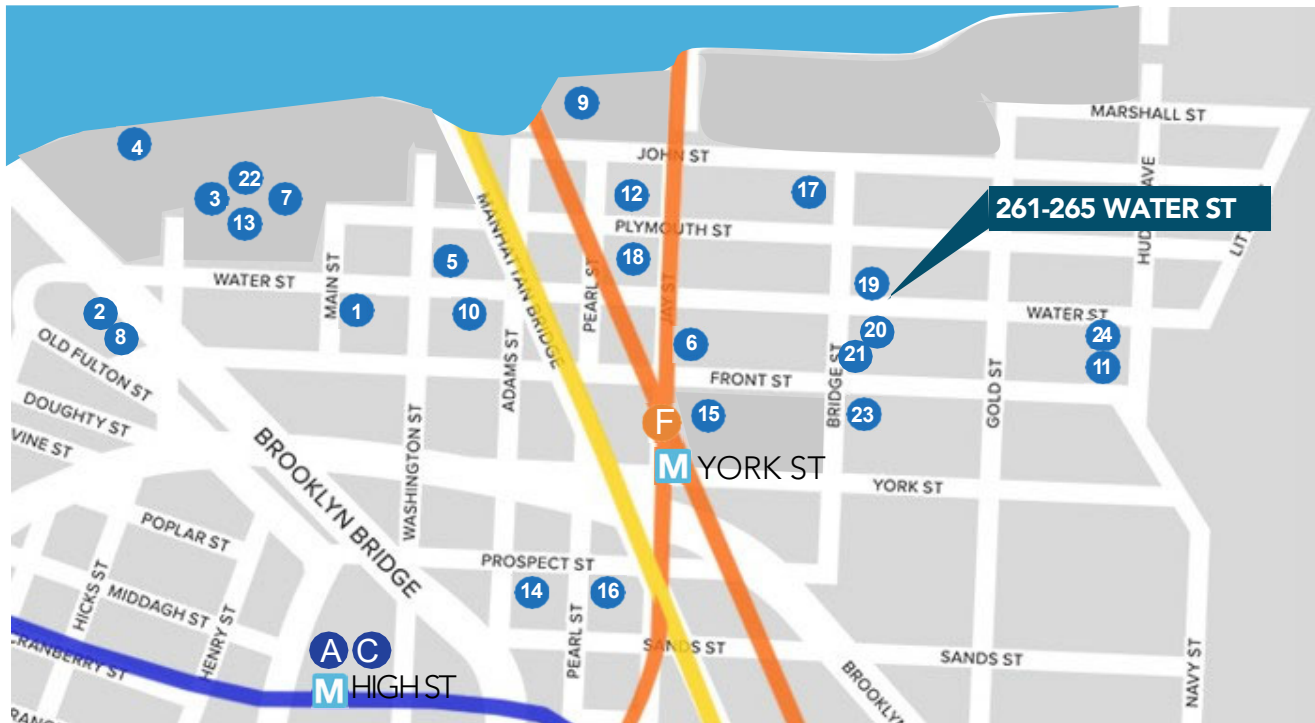 9
4
MARSHALL ST
JOHN ST
22
3
7
13
12
17
261-265 WATER ST
MANHATTAN BRIDGE
PLYMOUTH ST
5
18
PEARL ST
JAY ST
WATER ST
MAIN ST
1
10
19
WATER ST
2
8
OLD FULTON ST
ADAMS ST
6
20
21
24
11
BRIDGE ST
GOLD ST
FRONT ST
DOUGHTY ST
VINE ST
BROOKLYN BRIDGE
WASHINGTON ST
F
15
23
M YORK ST
YORK ST
POPLAR ST
PROSPECT ST
HICKS ST
MIDDAGH ST
HENRY ST
14
16
PEARL ST
SANDS ST
SANDS ST
NAVY ST
A C
M HIGH ST
BROOKLYN